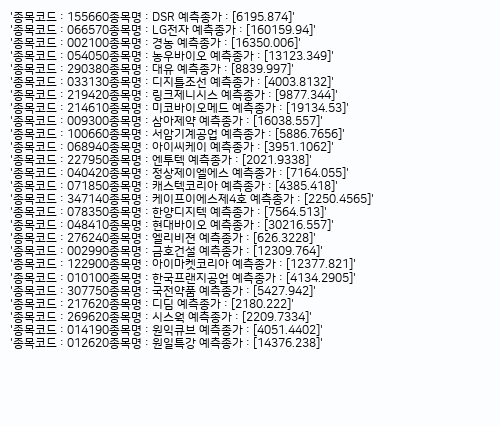 '종목코드 : 155660종목명 : DSR 예측종가 : [6195.874]'
'종목코드 : 066570종목명 : LG전자 예측종가 : [160159.94]'
'종목코드 : 002100종목명 : 경농 예측종가 : [16350.006]'
'종목코드 : 054050종목명 : 농우바이오 예측종가 : [13123.349]'
'종목코드 : 290380종목명 : 대유 예측종가 : [8839.997]'
'종목코드 : 033130종목명 : 디지틀조선 예측종가 : [4003.8132]'
'종목코드 : 219420종목명 : 링크제니시스 예측종가 : [9877.344]'
'종목코드 : 214610종목명 : 미코바이오메드 예측종가 : [19134.53]'
'종목코드 : 009300종목명 : 삼아제약 예측종가 : [16038.557]'
'종목코드 : 100660종목명 : 서암기계공업 예측종가 : [5886.7656]'
'종목코드 : 068940종목명 : 아이씨케이 예측종가 : [3951.1062]'
'종목코드 : 227950종목명 : 엔투텍 예측종가 : [2021.9338]'
'종목코드 : 040420종목명 : 정상제이엘에스 예측종가 : [7164.055]'
'종목코드 : 071850종목명 : 캐스텍코리아 예측종가 : [4385.418]'
'종목코드 : 347140종목명 : 케이프이에스제4호 예측종가 : [2250.4565]'
'종목코드 : 078350종목명 : 한양디지텍 예측종가 : [7564.513]'
'종목코드 : 048410종목명 : 현대바이오 예측종가 : [30216.557]'
'종목코드 : 276240종목명 : 엘리비젼 예측종가 : [626.3228]'
'종목코드 : 002990종목명 : 금호건설 예측종가 : [12309.764]'
'종목코드 : 122900종목명 : 아이마켓코리아 예측종가 : [12377.821]'
'종목코드 : 010100종목명 : 한국프랜지공업 예측종가 : [4134.2905]'
'종목코드 : 307750종목명 : 국전약품 예측종가 : [5427.942]'
'종목코드 : 217620종목명 : 디딤 예측종가 : [2180.222]'
'종목코드 : 269620종목명 : 시스웍 예측종가 : [2209.7334]'
'종목코드 : 014190종목명 : 원익큐브 예측종가 : [4051.4402]'
'종목코드 : 012620종목명 : 원일특강 예측종가 : [14376.238]'